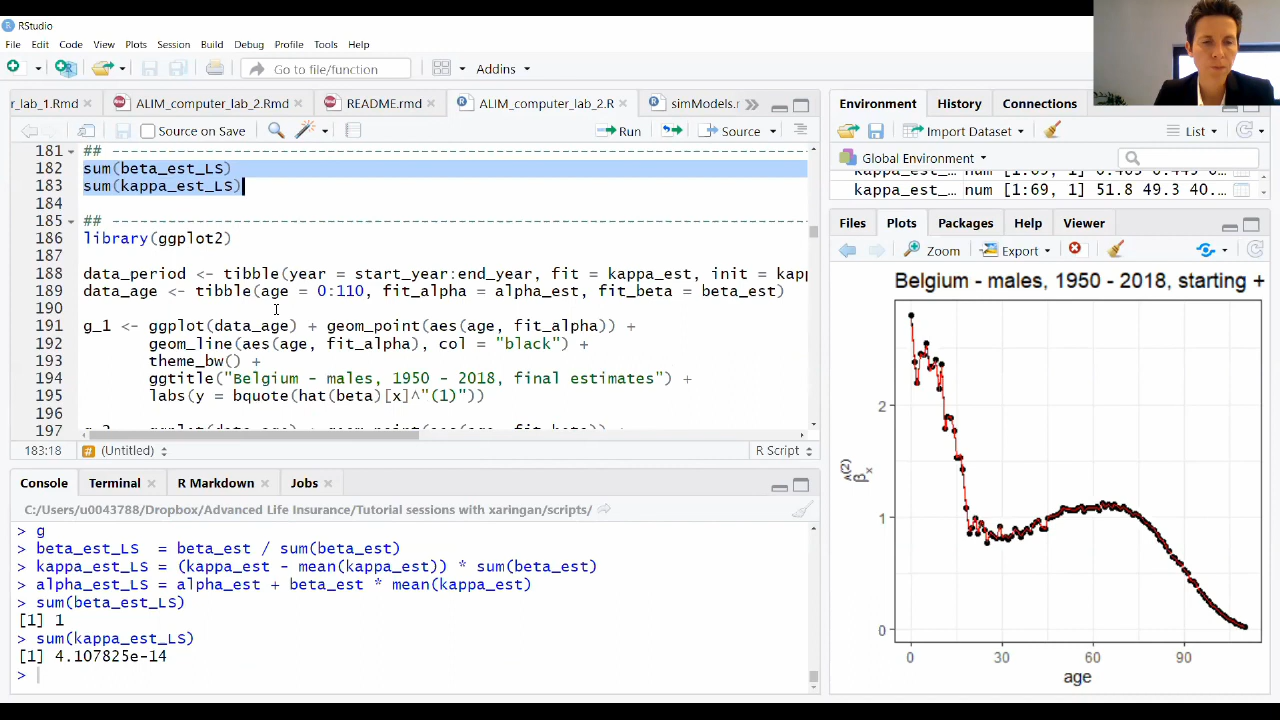 RStudio
File Edit Code View Plots Session Build Debug Profile Tools Help
Go to file/function Addins
r_lab_1.Rmd ALIM_computer_lab_2.Rmd README.md ALIM_computer_lab_2.R simModels.r
Source on Save Run Source
181 ## ----------------------------------------------------------------------
182 sum(beta_est_LS)
183 sum(kappa_est_LS)
184
185 ## ----------------------------------------------------------------------
186 library(ggplot2)
187
188 data_period <- tibble(year = start_year:end_year, fit = kappa_est, init = kapp
189 data_age <- tibble(age = 0:110, fit_alpha = alpha_est, fit_beta = beta_est)
190
191 g_1 <- ggplot(data_age) + geom_point(aes(age, fit_alpha)) +
192 geom_line(aes(age, fit_alpha), col = "black") +
193 theme_bw() +
194 ggtitle("Belgium - males, 1950 - 2018, final estimates") +
195 labs(y = bquote(hat(beta)[x]^"(1)"))
196
197
183:18 (Untitled) R Script
Console Terminal R Markdown Jobs
C:/Users/u0043788/Dropbox/Advanced Life Insurance/Tutorial sessions with xaringan/scripts/
> g
> beta_est_LS = beta_est / sum(beta_est)
> kappa_est_LS = (kappa_est - mean(kappa_est)) * sum(beta_est)
> alpha_est_LS = alpha_est + beta_est * mean(kappa_est)
> sum(beta_est_LS)
[1] 1
> sum(kappa_est_LS)
[1] 4.107825e-14
>
Environment History Connections
Import Dataset List
Global Environment
kappa_est_… num [1:69, 1] 51.8 49.3 40.…
Files Plots Packages Help Viewer
Zoom Export
Belgium - males, 1950 - 2018, starting +
2
1
0
β̂x(2)
0 30 60 90
age